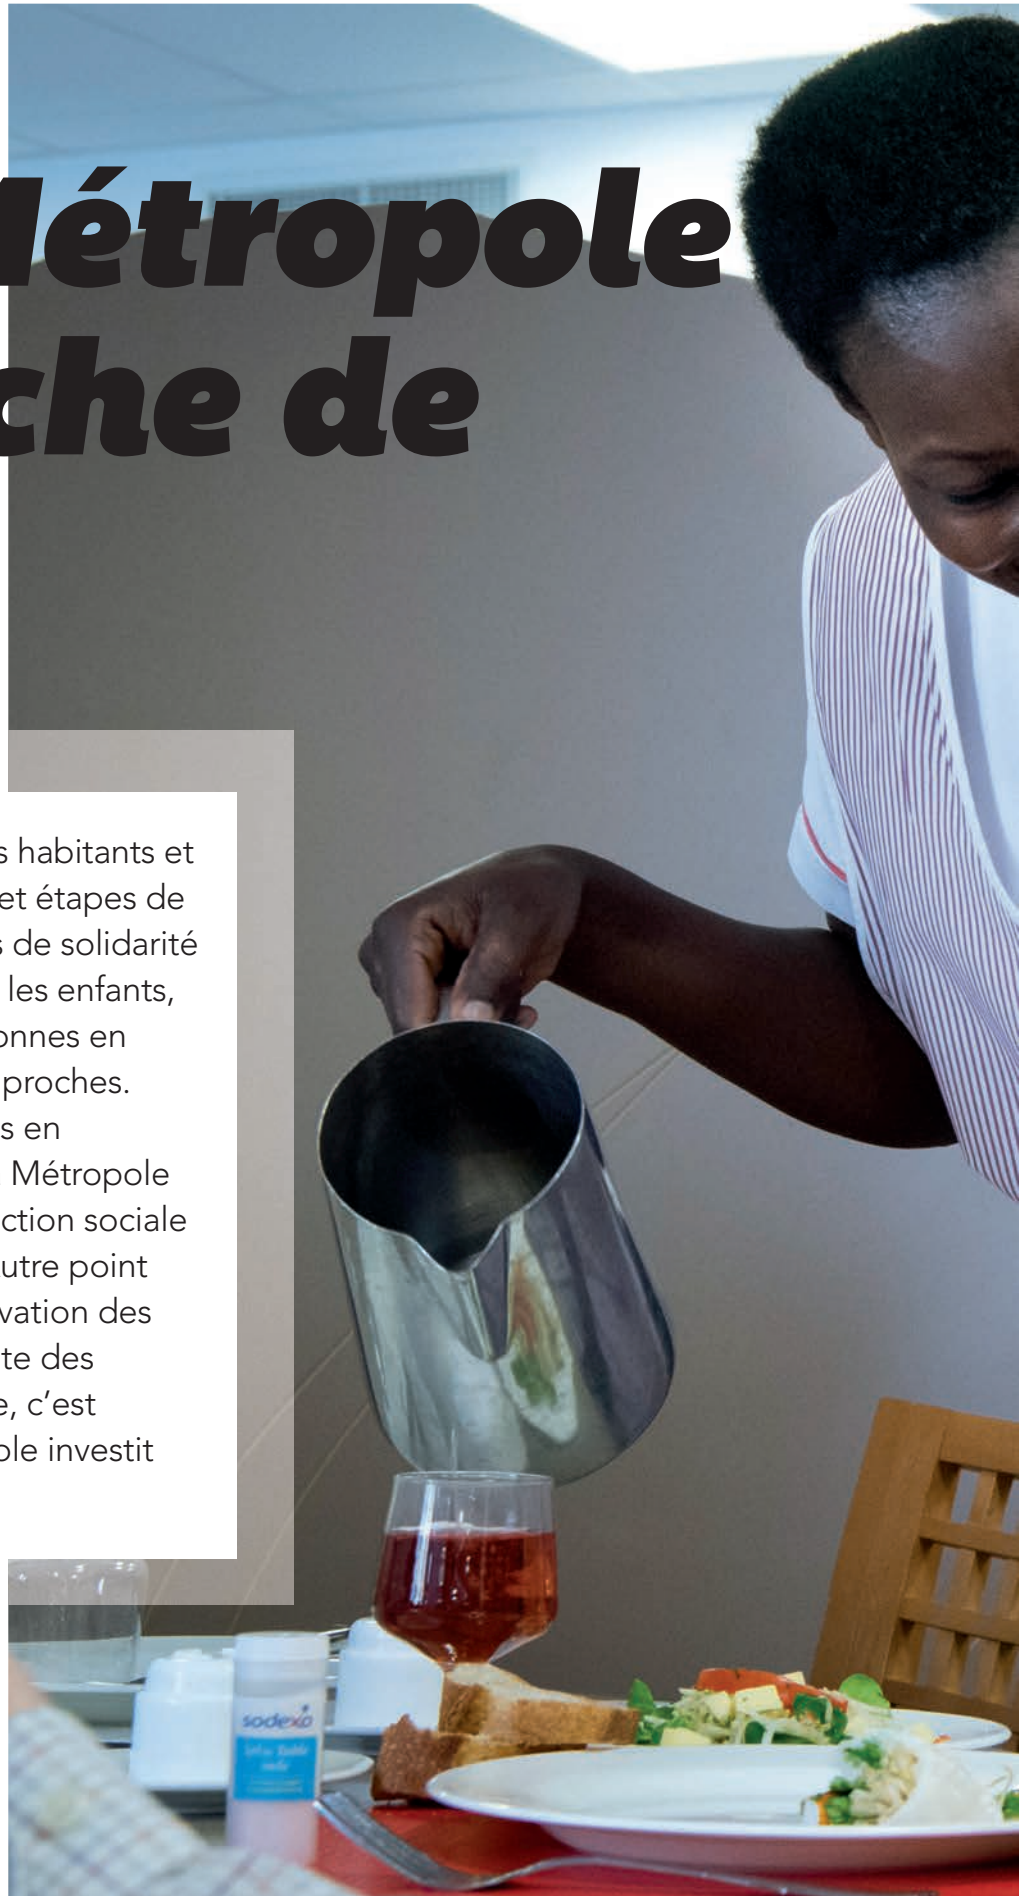 Métropole
che de
s habitants et
et étapes de
s de solidarité
les enfants,
onnes en
proches.
s en
Métropole
ction sociale
utre point
vation des
te des
e, c'est
ole investit
sodexo